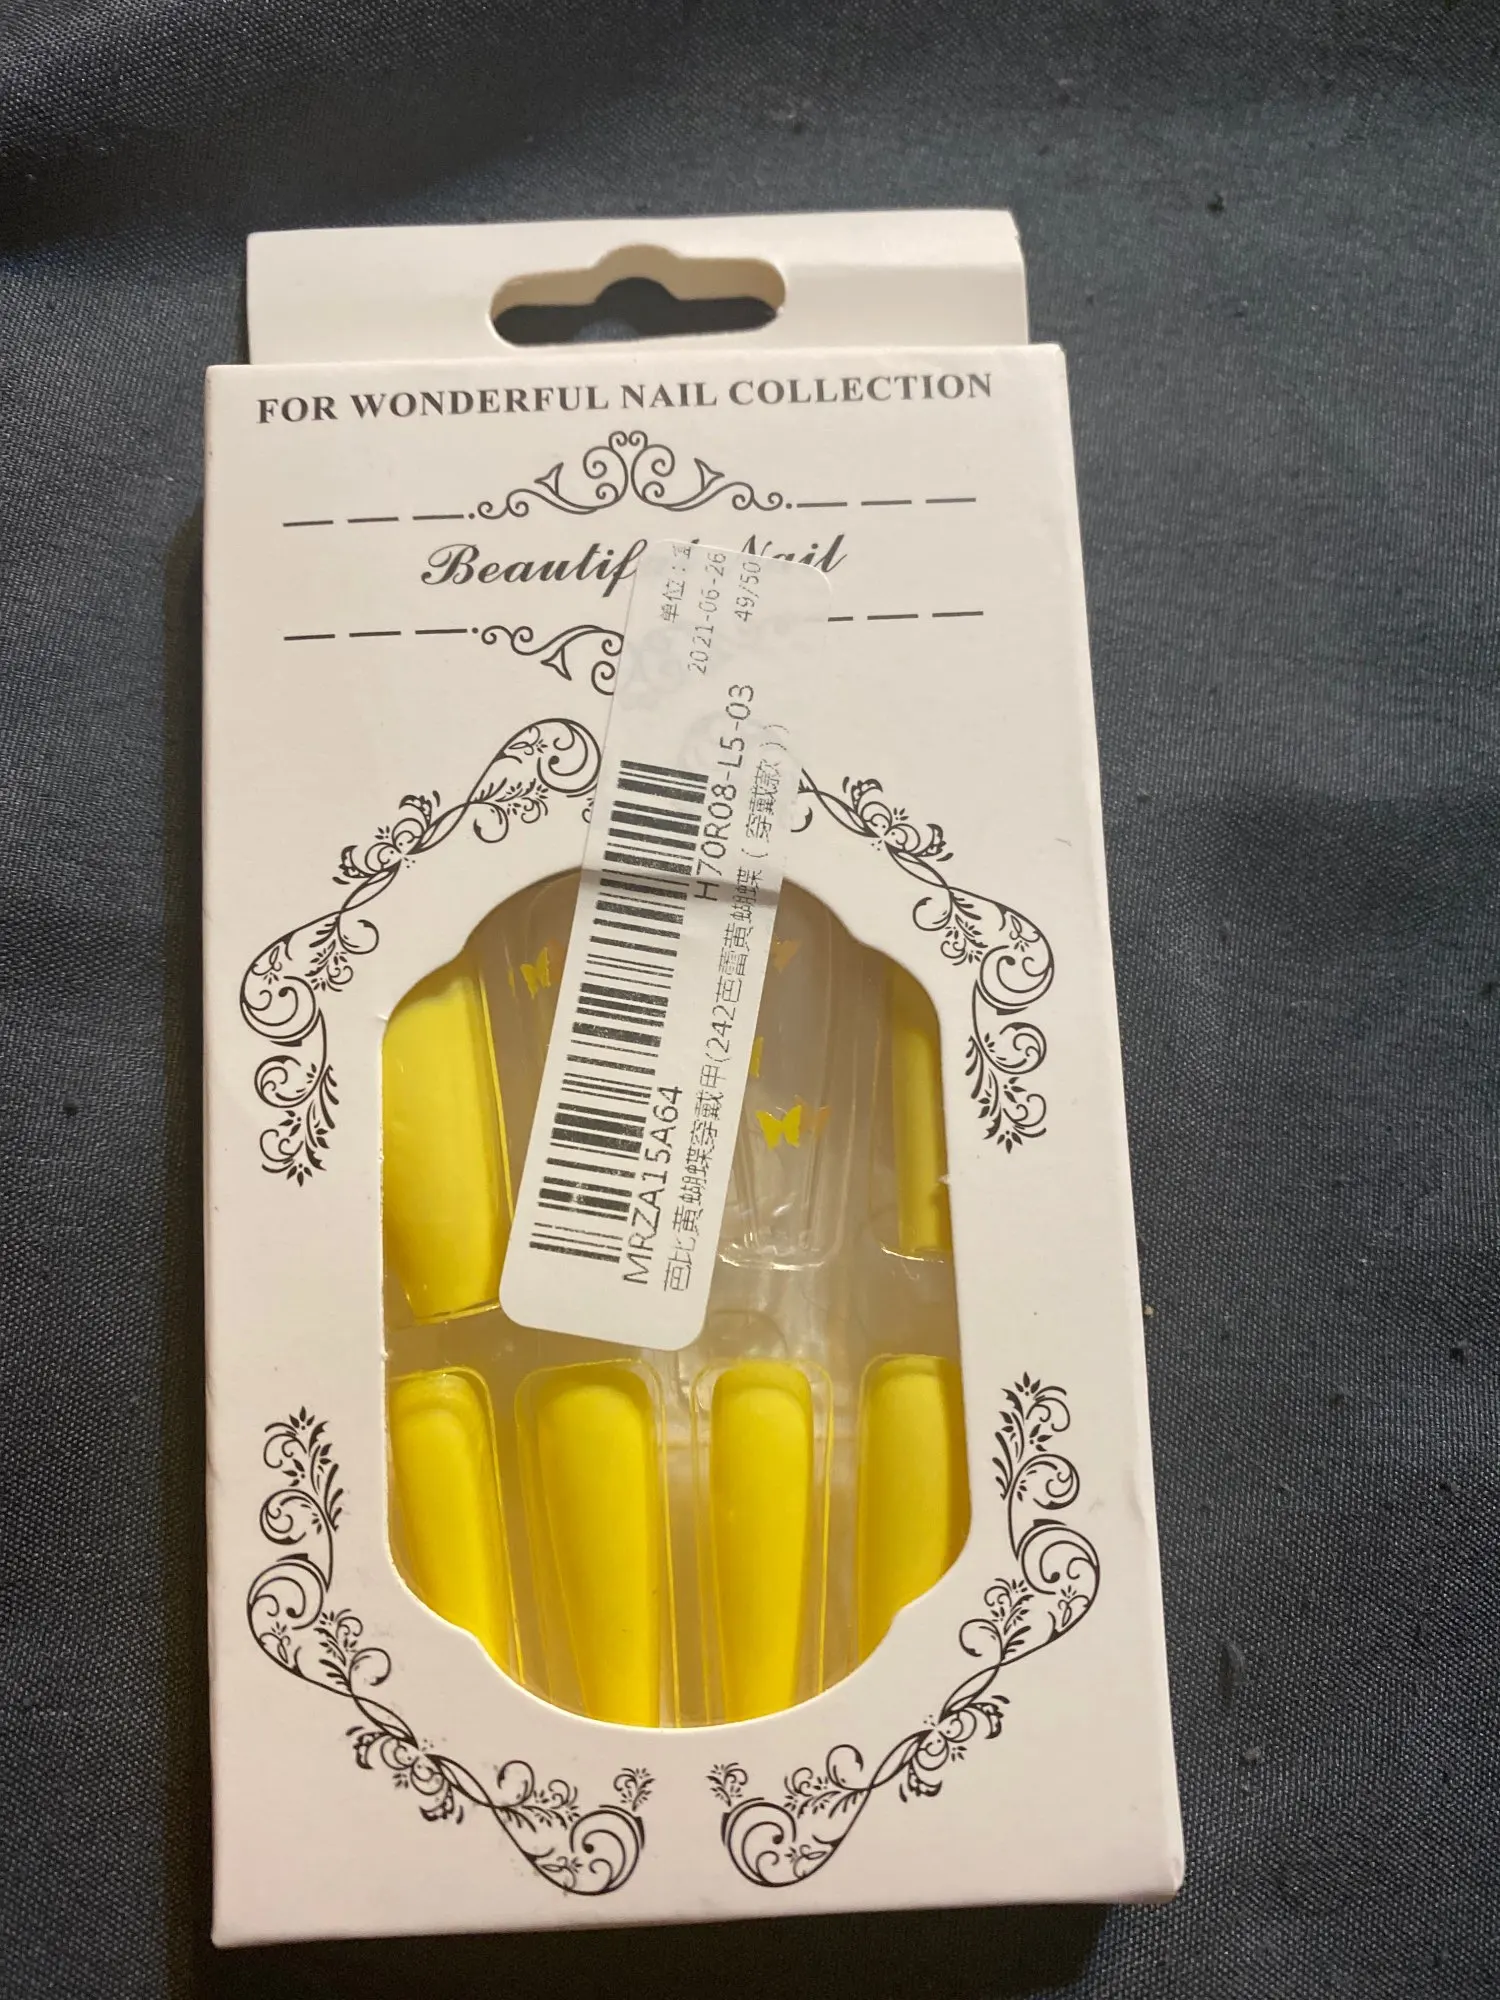 FOR WONDERFUL NAIL COLLECTION
Nail
单位:
2021-06-26
49/50
H70R08-L5-03
MRZA15A64
芭比黄蝴蝶穿戴甲(242芭蕾黄蝴蝶(穿戴款))